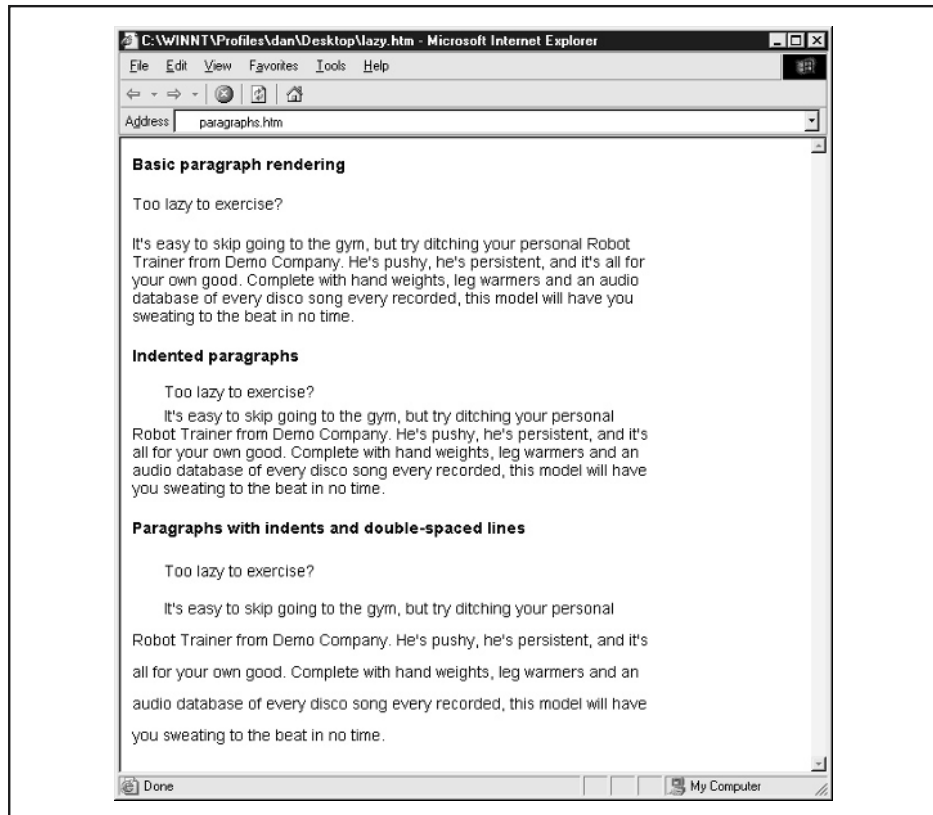 C:\WINNT\Profiles\dan\Desktop\lazy.htm - Microsoft Internet Explorer
File Edit View Favorites Tools Help
Address paragraphs.htm
Basic paragraph rendering
Too lazy to exercise?
It's easy to skip going to the gym, but try ditching your personal Robot
Trainer from Demo Company. He's pushy, he's persistent, and it's all for
your own good. Complete with hand weights, leg warmers and an audio
database of every disco song every recorded, this model will have you
sweating to the beat in no time.
Indented paragraphs
Too lazy to exercise?
It's easy to skip going to the gym, but try ditching your personal
Robot Trainer from Demo Company. He's pushy, he's persistent, and it's
all for your own good. Complete with hand weights, leg warmers and an
audio database of every disco song every recorded, this model will have
you sweating to the beat in no time.
Paragraphs with indents and double-spaced lines
Too lazy to exercise?
It's easy to skip going to the gym, but try ditching your personal
Robot Trainer from Demo Company. He's pushy, he's persistent, and it's
all for your own good. Complete with hand weights, leg warmers and an
audio database of every disco song every recorded, this model will have
you sweating to the beat in no time.
Done My Computer